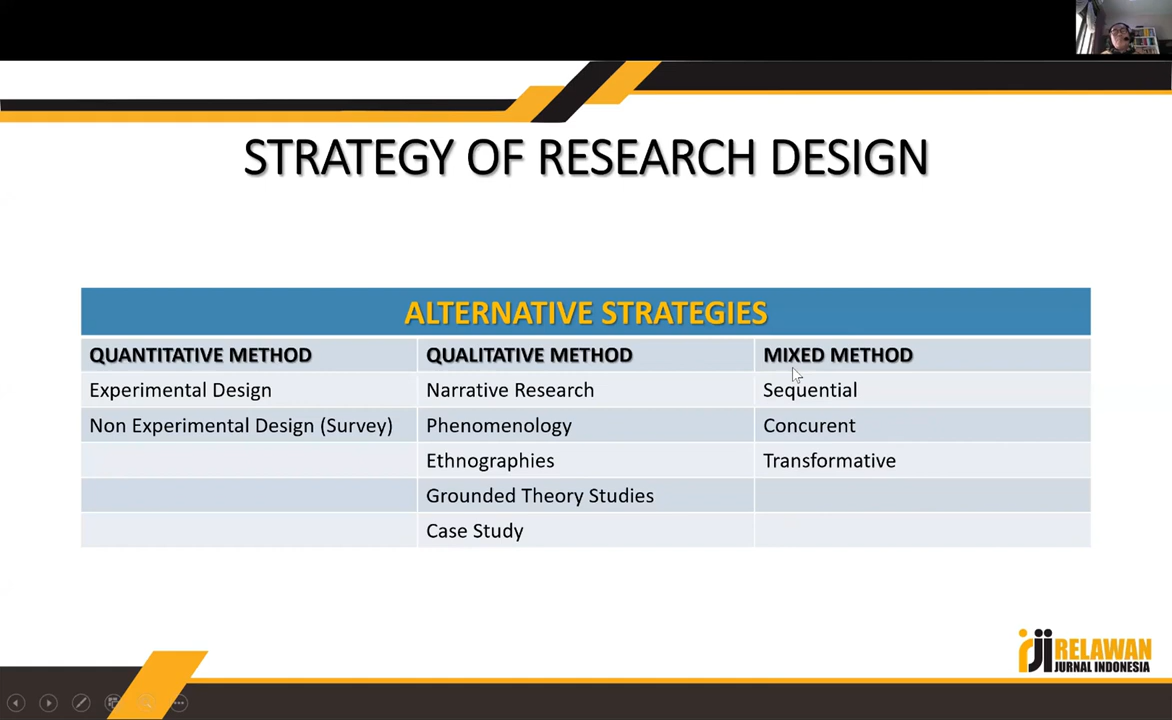 STRATEGY OF RESEARCH DESIGN
ALTERNATIVE STRATEGIES
QUANTITATIVE METHOD QUALITATIVE METHOD MIXED METHOD
Experimental Design Narrative Research Sequential
Non Experimental Design (Survey) Phenomenology Concurent
Ethnographies Transformative
Grounded Theory Studies
Case Study
rji RELAWAN
JURNAL INDONESIA